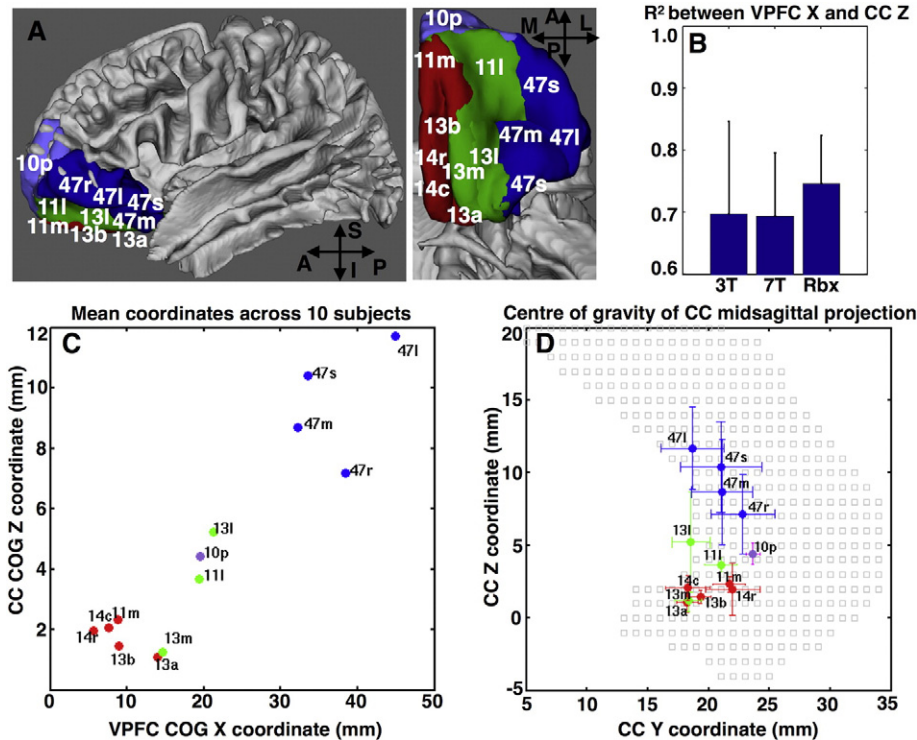 A
10p
47r
47l
47s
11l
13l
47m
11m
13b
13a
S
A
P
I
10p
11m
11l
47s
13b
47m
47l
14r
13l
13m
14c
47s
13a
A
M
L
P
R² between VPFC X and CC Z
B
1.0
0.9
0.8
0.7
0.6
3T
7T
Rbx
Mean coordinates across 10 subjects
C
CC COG Z coordinate (mm)
12
10
8
6
4
2
0
10
20
30
40
50
VPFC COG X coordinate (mm)
47l
47s
47m
47r
13l
10p
11l
14c
11m
14r
13b
13m
13a
Centre of gravity of CC midsagittal projection
D
CC Z coordinate (mm)
20
15
10
5
0
-5
5
10
15
20
25
30
35
CC Y coordinate (mm)
47l
47s
47m
47r
13l
10p
11l
14c
11m
13m
13b
14r
13a